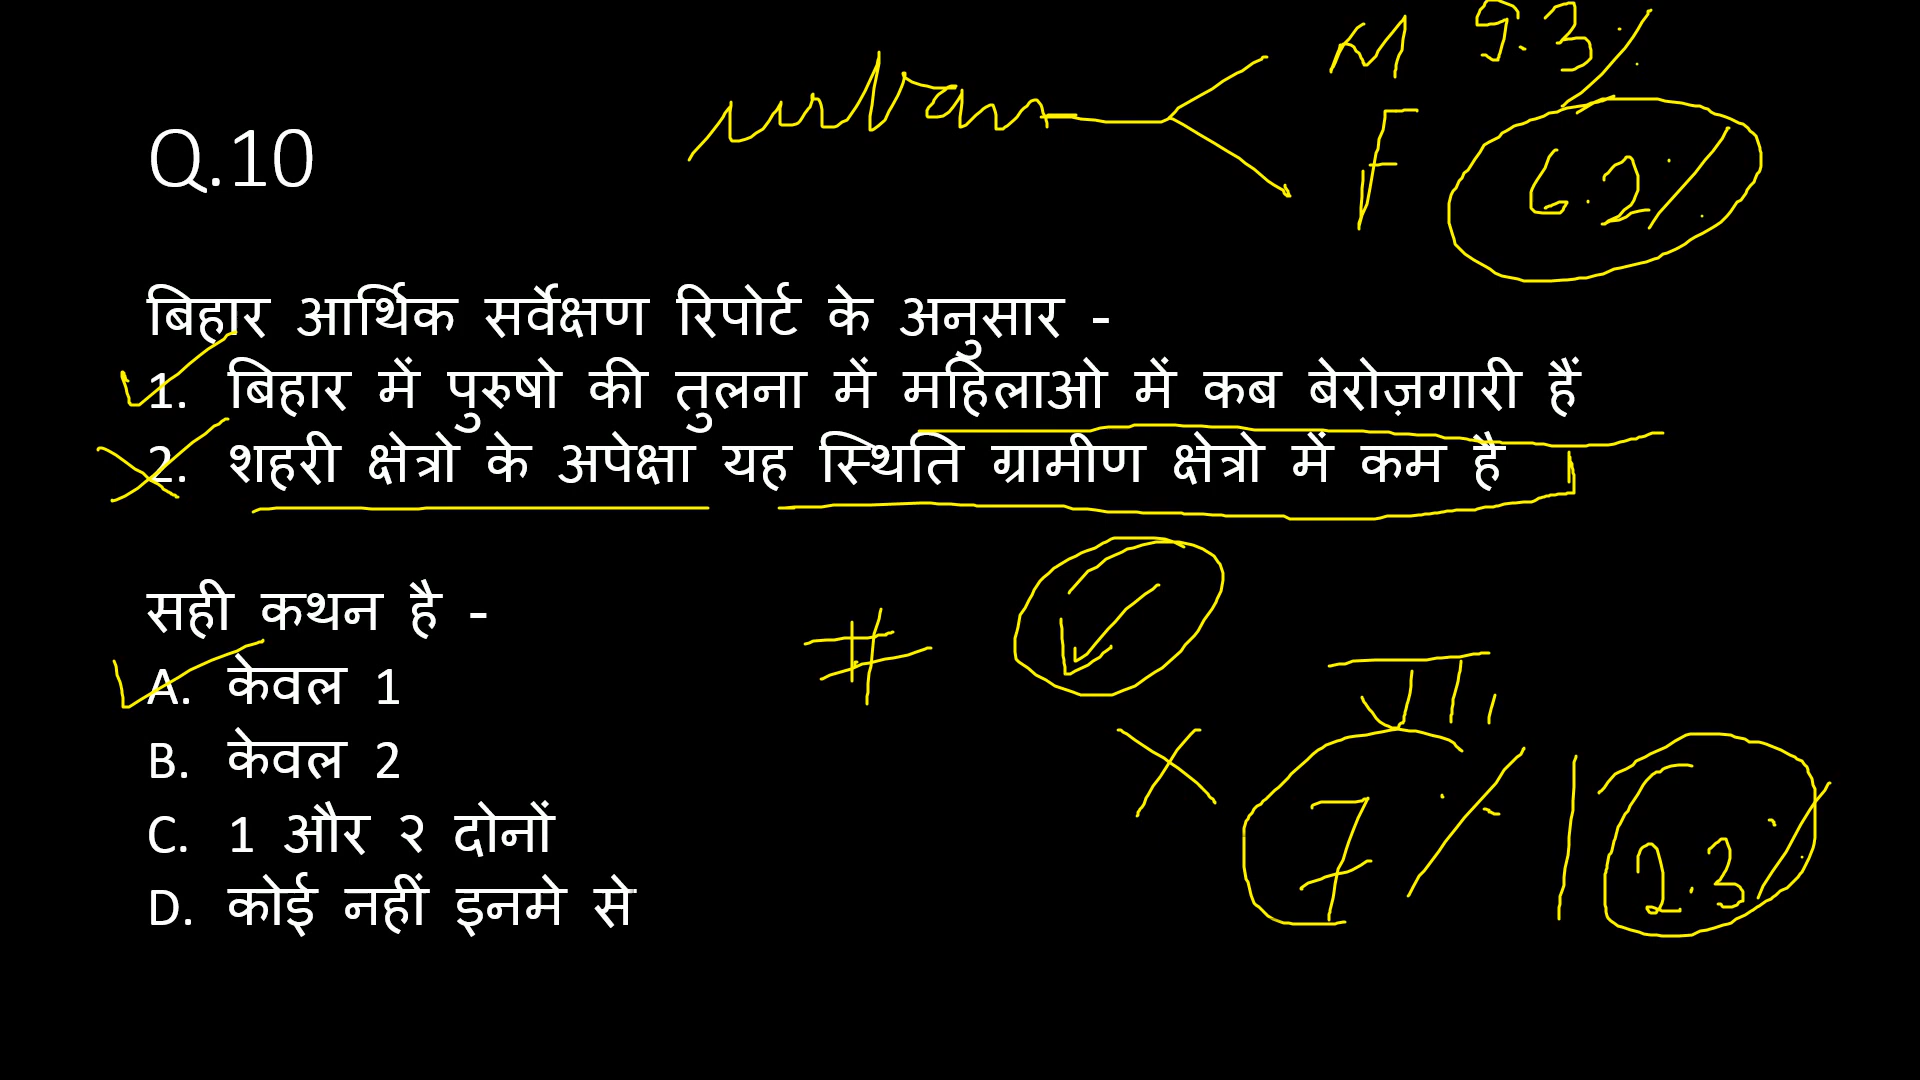 urban M 9.3%
F 6.2%
Q.10
बिहार आर्थिक सर्वेक्षण रिपोर्ट के अनुसार -
1. बिहार में पुरुषो की तुलना में महिलाओ में कब बेरोज़गारी हैं
2. शहरी क्षेत्रो के अपेक्षा यह स्थिति ग्रामीण क्षेत्रो में कम है
सही कथन है -
A. केवल 1
#
B. केवल 2
C. 1 और २ दोनों
7% | 2.3%
D. कोई नहीं इनमे से